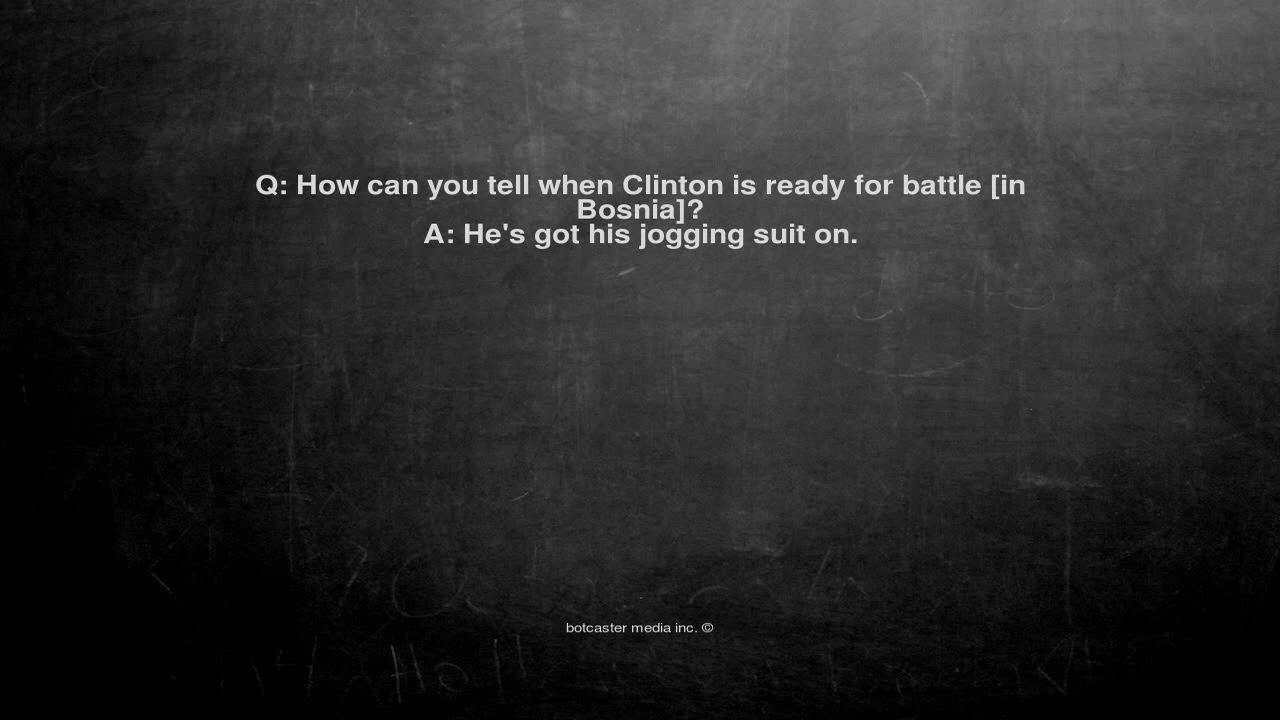 Q: How can you tell when Clinton is ready for battle [in
Bosnia]?
A: He's got his jogging suit on.
botcaster media inc. ©